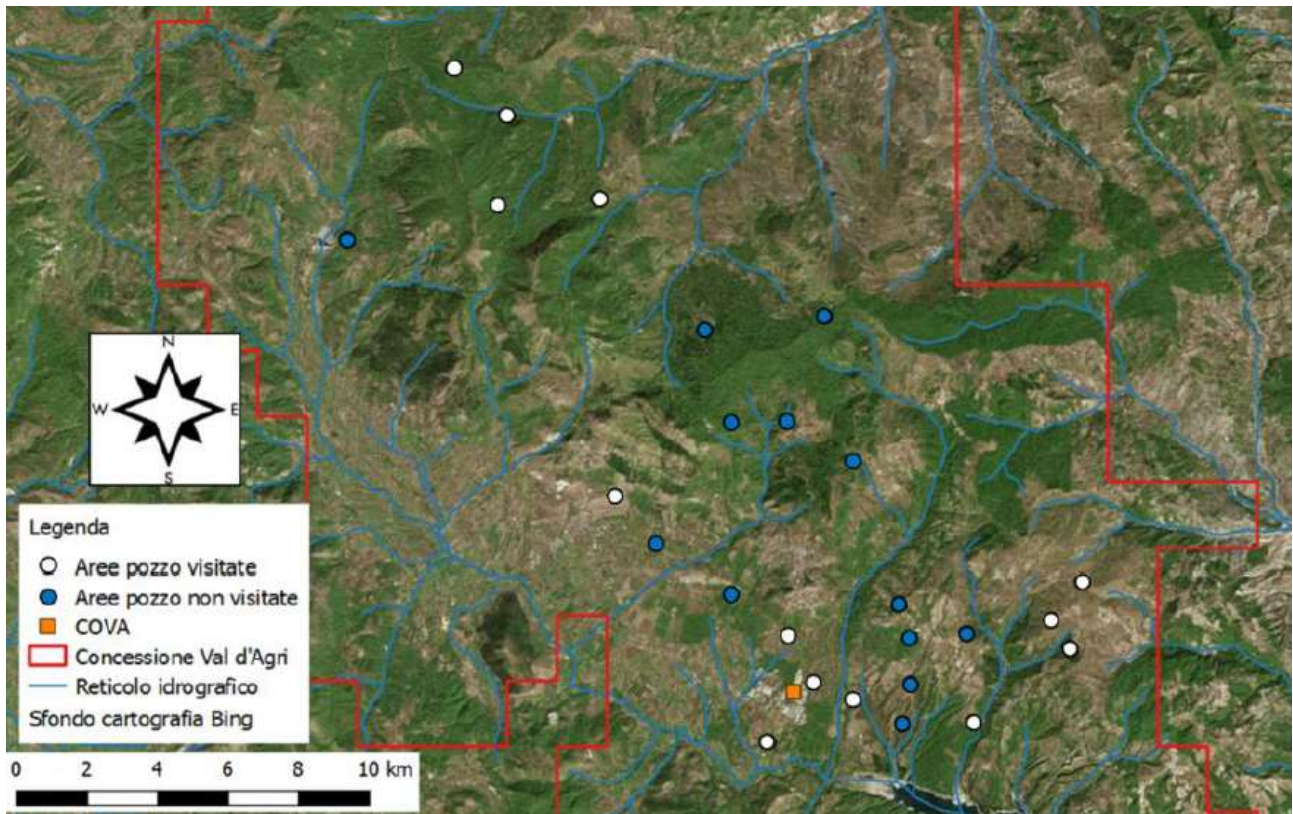 N
W E
S
Legenda
Aree pozzo visitate
Aree pozzo non visitate
COVA
Concessione Val d'Agri
Reticolo idrografico
Sfondo cartografia Bing
0 2 4 6 8 10 km